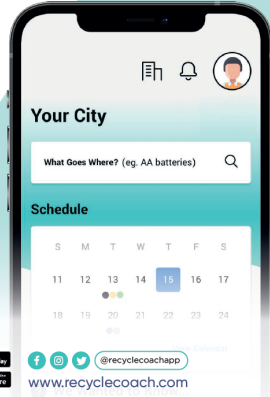 Your City
What Goes Where? (eg. AA batteries)
Schedule
S M T W T F S
11 12 13 14 15 16 17
18 19 20 21 22 23 24
@recyclecoachapp
www.recyclecoach.com
We Wanted to Know...